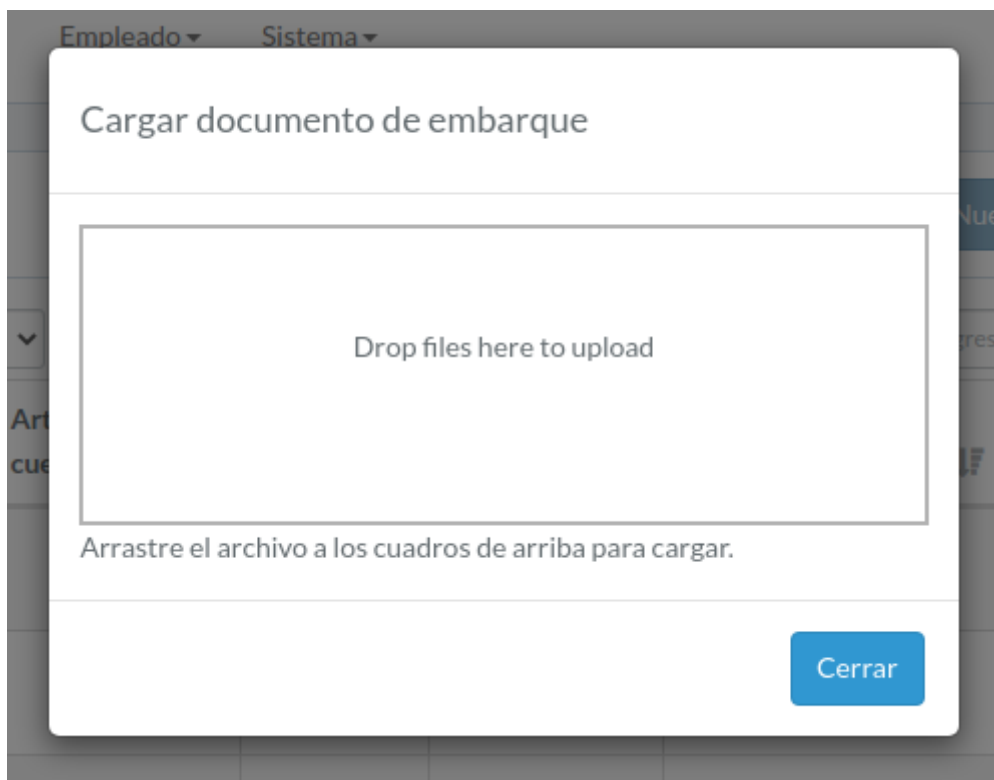 Empleado
Sistema
Cargar documento de embarque
Drop files here to upload
Arrastre el archivo a los cuadros de arriba para cargar.
Cerrar